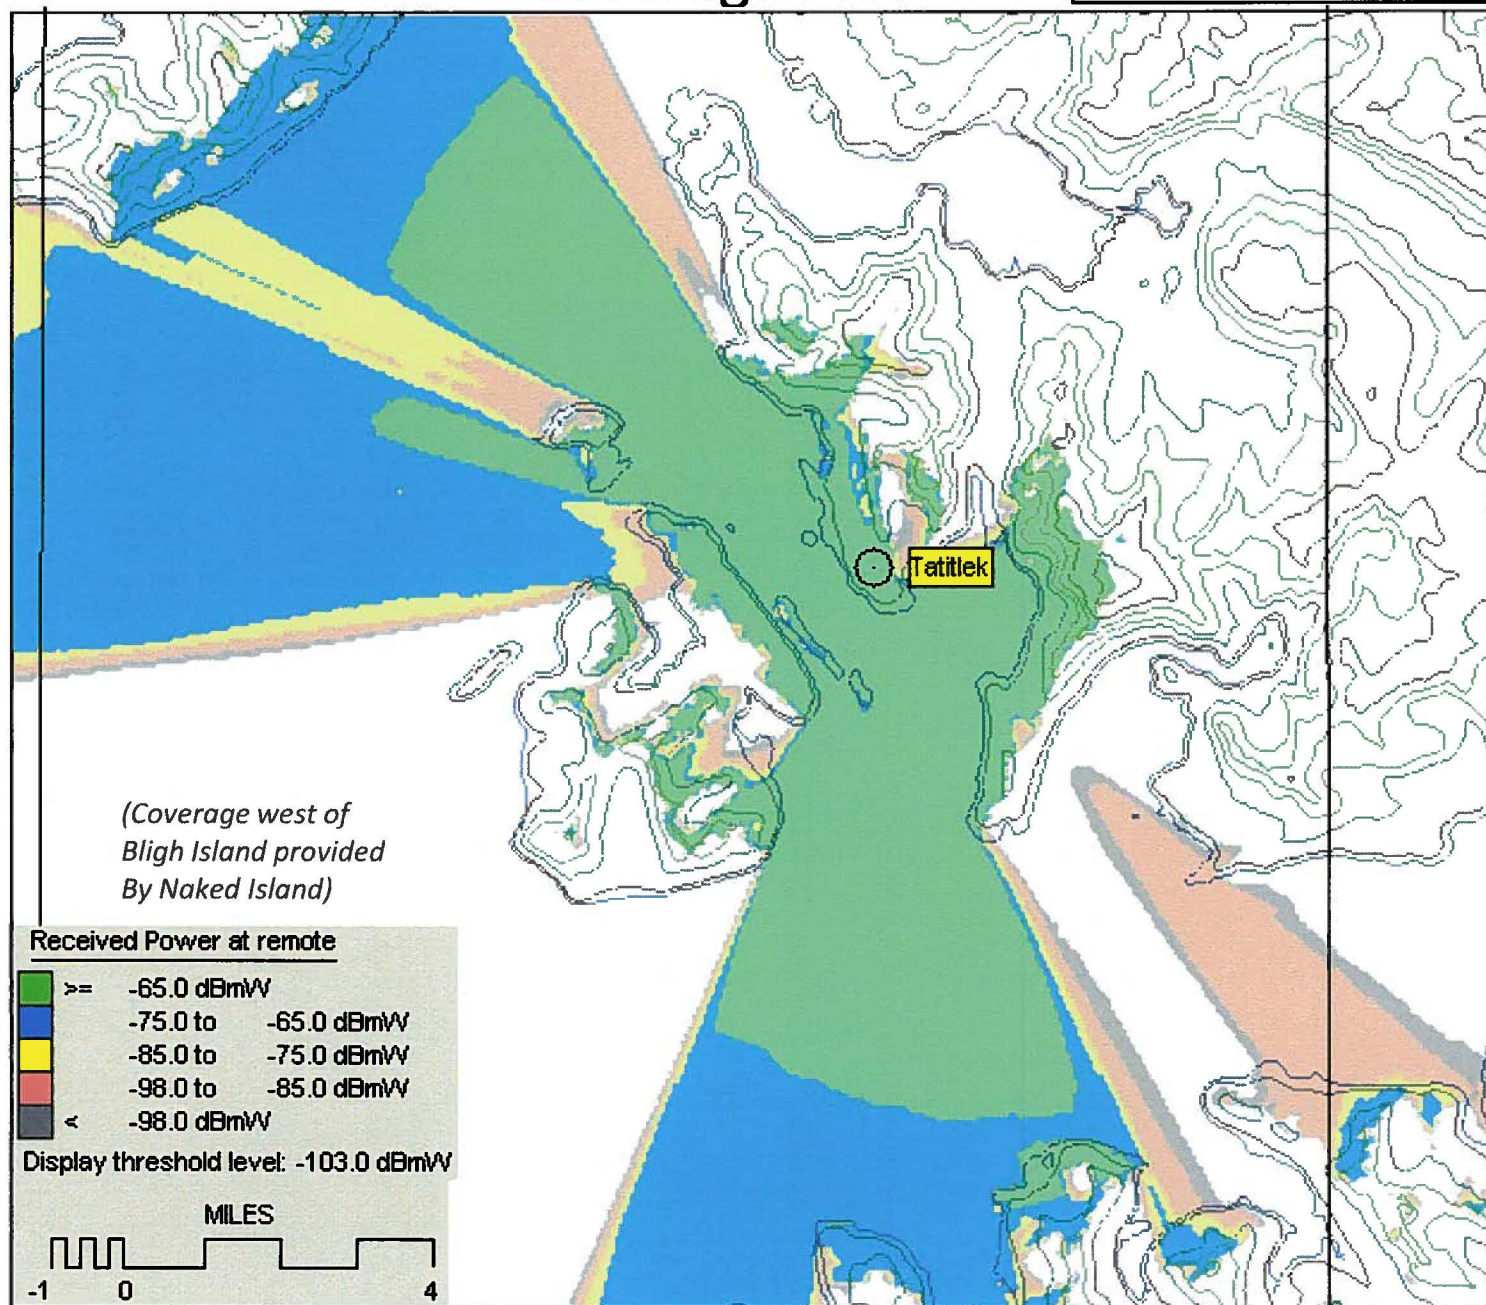 Tatitlek
(Coverage west of
Bligh Island provided
By Naked Island)
Received Power at remote
>= -65.0 dBmW
-75.0 to -65.0 dBmW
-85.0 to -75.0 dBmW
-98.0 to -85.0 dBmW
< -98.0 dBmW
Display threshold level: -103.0 dBmW
MILES
-1 0 4